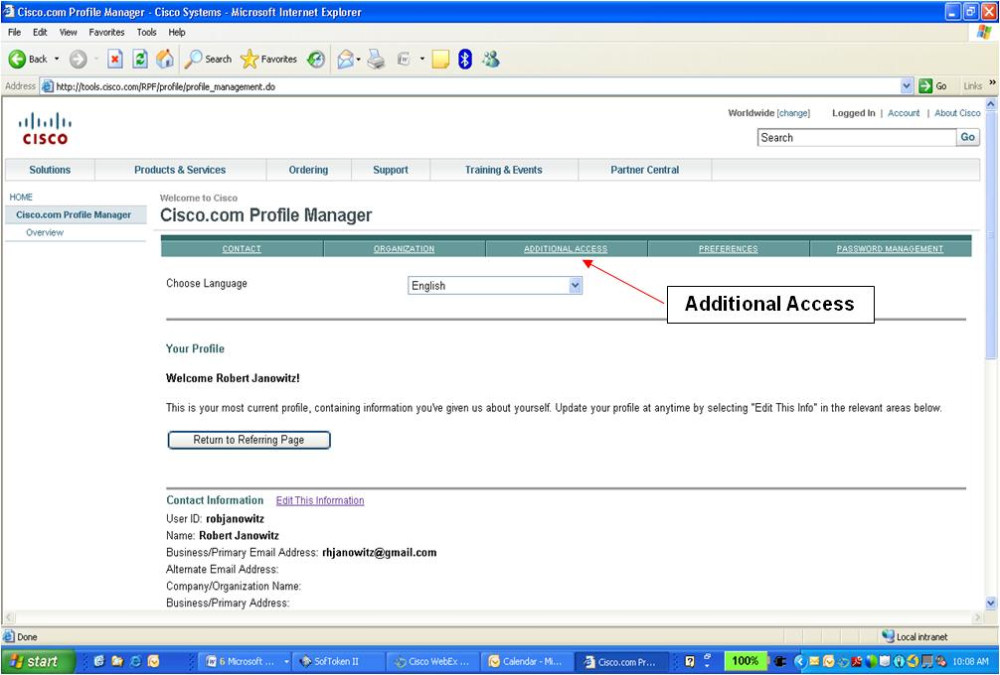 Cisco.com Profile Manager - Cisco Systems - Microsoft Internet Explorer
File Edit View Favorites Tools Help
Back Search Favorites
Address http://tools.cisco.com/RPF/profile/profile_management.do Go Links »
Worldwide [change] Logged In | Account | About Cisco
CISCO
Search Go
Solutions Products & Services Ordering Support Training & Events Partner Central
HOME
Cisco.com Profile Manager
Overview
Welcome to Cisco
Cisco.com Profile Manager
CONTACT ORGANIZATION ADDITIONAL ACCESS PREFERENCES PASSWORD MANAGEMENT
Choose Language English
Additional Access
Your Profile
Welcome Robert Janowitz!
This is your most current profile, containing information you've given us about yourself. Update your profile at anytime by selecting "Edit This Info" in the relevant areas below.
Return to Referring Page
Contact Information Edit This Information
User ID: robjanowitz
Name: Robert Janowitz
Business/Primary Email Address: rhjanowitz@gmail.com
Alternate Email Address:
Company/Organization Name:
Business/Primary Address:
Done Local intranet
start 6 Microsoft ... SofToken II Cisco WebEx ... Calendar - Mi... Cisco.com Pr... 100% 10:08 AM